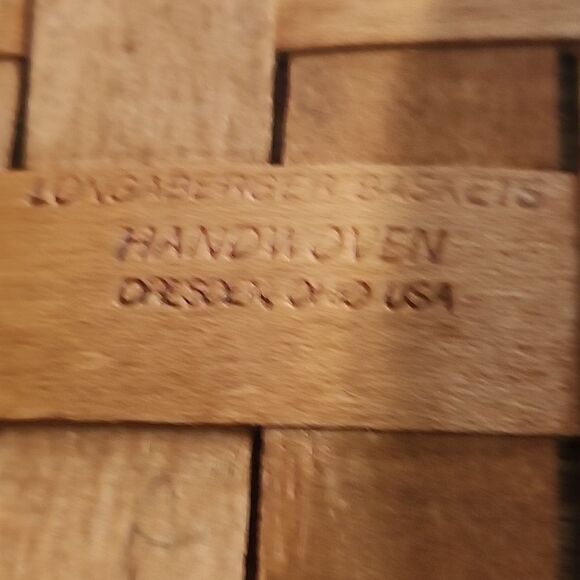 LONGABERGER BASKETS
HANDWOVEN
DRESDEN, OHIO USA